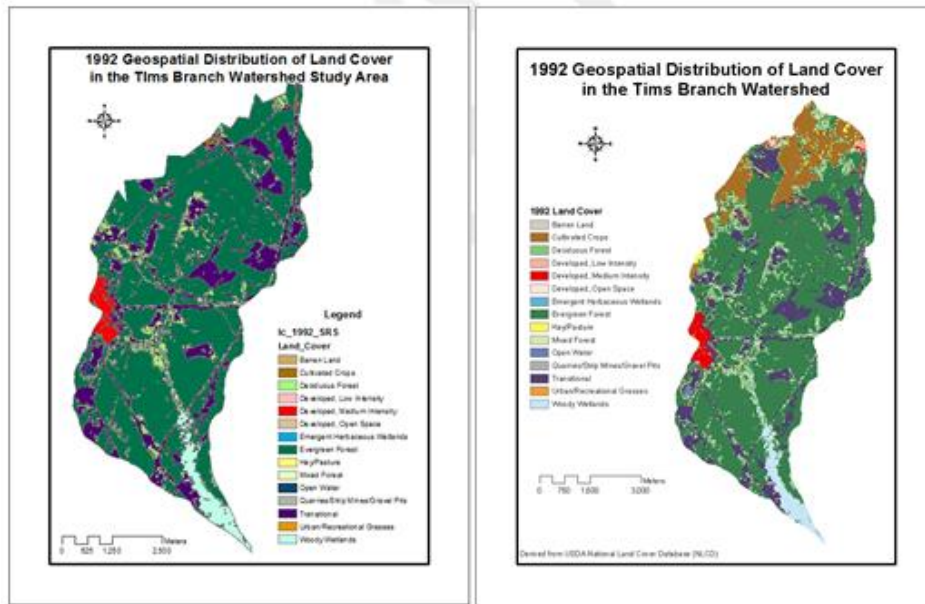 1992 Geospatial Distribution of Land Cover
in the TIms Branch Watershed Study Area
Legend
lc_1992_SRS
Land_Cover
Barren Land
Cultivated Crops
Deciduous Forest
Developed, Low Intensity
Developed, Medium Intensity
Developed, Open Space
Emergent Herbaceous Wetlands
Evergreen Forest
Hay/Pasture
Mixed Forest
Open Water
Quarries/Strip Mines/Gravel Pits
Transitional
Urban/Recreational Grasses
Woody Wetlands
Meters
0 625 1,250 2,500
1992 Geospatial Distribution of Land Cover
in the Tims Branch Watershed
1992 Land Cover
Barren Land
Cultivated Crops
Deciduous Forest
Developed, Low Intensity
Developed, Medium Intensity
Developed, Open Space
Emergent Herbaceous Wetlands
Evergreen Forest
Hay/Pasture
Mixed Forest
Open Water
Quarries/Strip Mines/Gravel Pits
Transitional
Urban/Recreational Grasses
Woody Wetlands
Meters
0 750 1,500 3,000
Derived from USDA National Land Cover Database (NLCD)